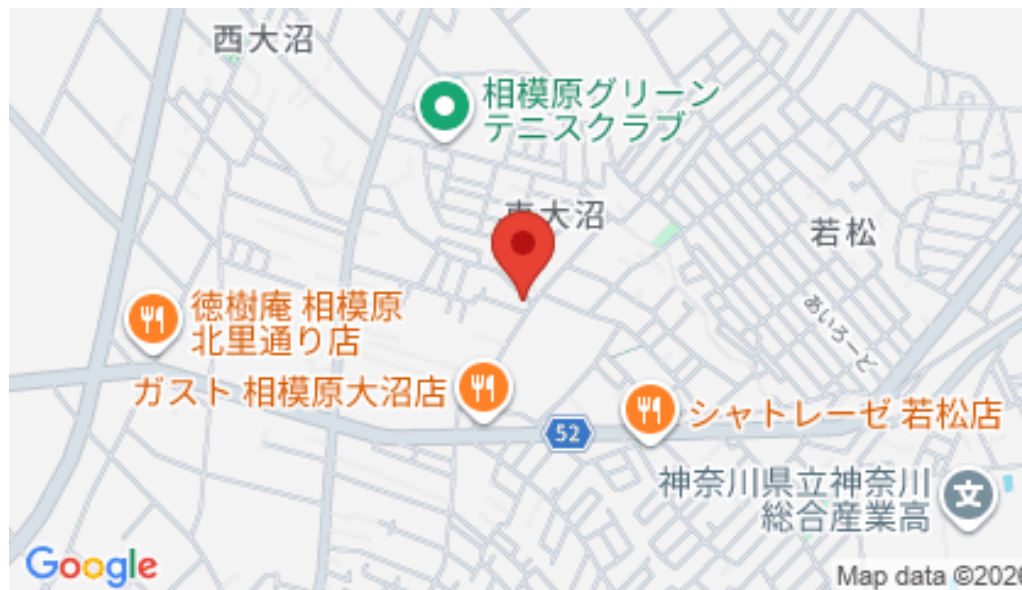 西大沼
相模原グリーン
テニスクラブ
東大沼
若松
あいろーど
徳樹庵 相模原
北里通り店
ガスト 相模原大沼店
52
シャトレーゼ 若松店
神奈川県立神奈川
総合産業高
文
Google
Map data ©2026